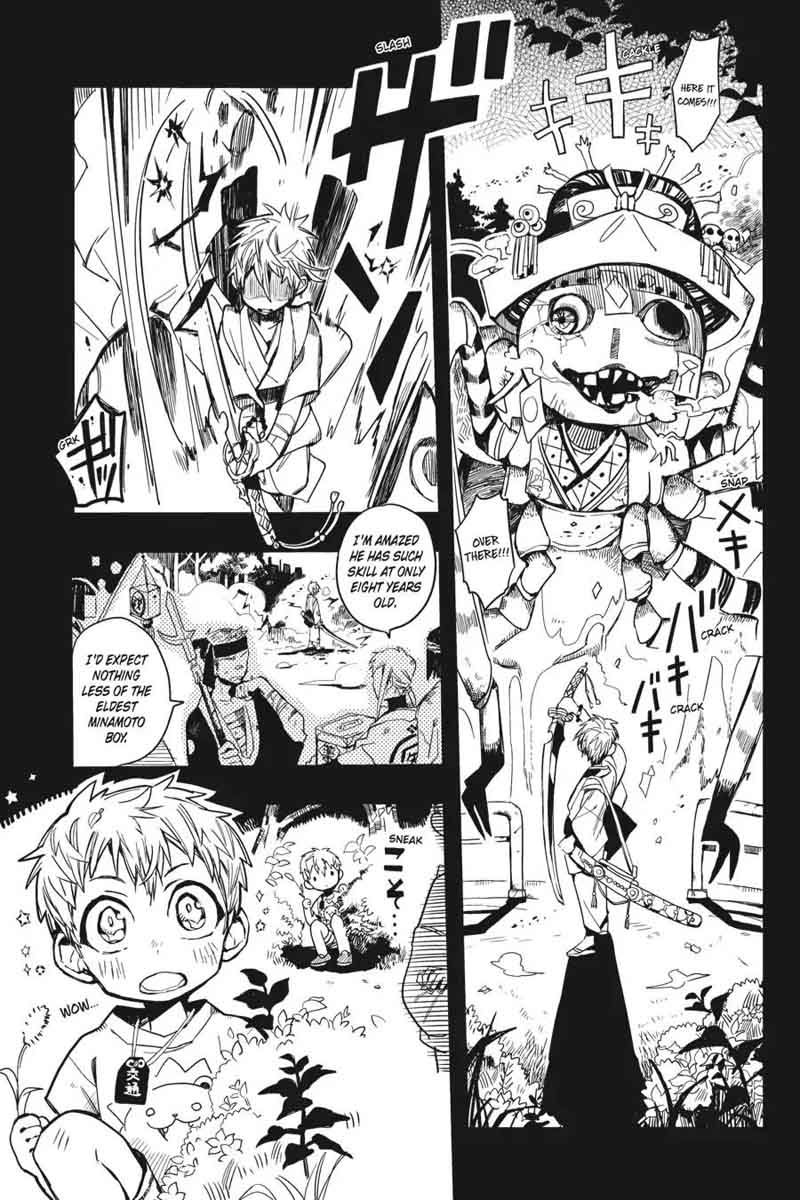 HERE IT
COMES!!!
CACKLE
キキキ
OVER
THERE!!!
SNAP
メキ
CRACK
バキ
CRACK
バキ
SLASH
ザ
GRK
ギ
I'M AMAZED
HE HAS SUCH
SKILL AT ONLY
EIGHT YEARS
OLD.
I'D EXPECT
NOTHING
LESS OF THE
ELDEST
MINAMOTO
BOY.
SNEAK
こそ…
WOW...
交通